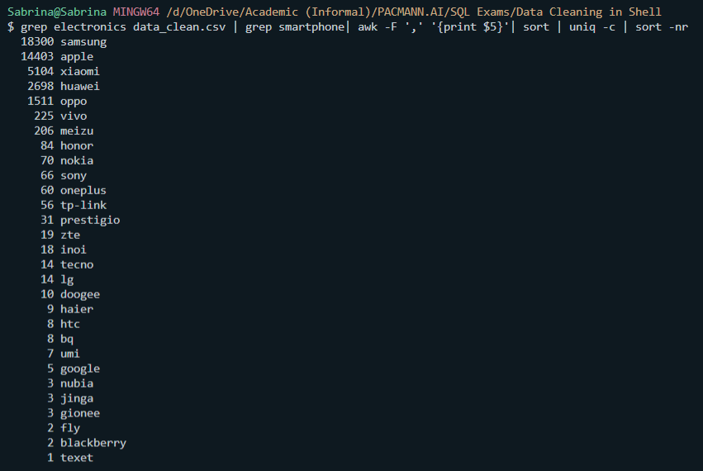 Sabrina@Sabrina MINGW64 /d/OneDrive/Academic (Informal)/PACMANN.AI/SQL Exams/Data Cleaning in Shell
$ grep electronics data_clean.csv | grep smartphone| awk -F ',' '{print $5}'| sort | uniq -c | sort -nr
18300 samsung
14403 apple
5104 xiaomi
2698 huawei
1511 oppo
225 vivo
206 meizu
84 honor
70 nokia
66 sony
60 oneplus
56 tp-link
31 prestigio
19 zte
18 inoi
14 tecno
14 lg
10 doogee
9 haier
8 htc
8 bq
7 umi
5 google
3 nubia
3 jinga
3 gionee
2 fly
2 blackberry
1 texet